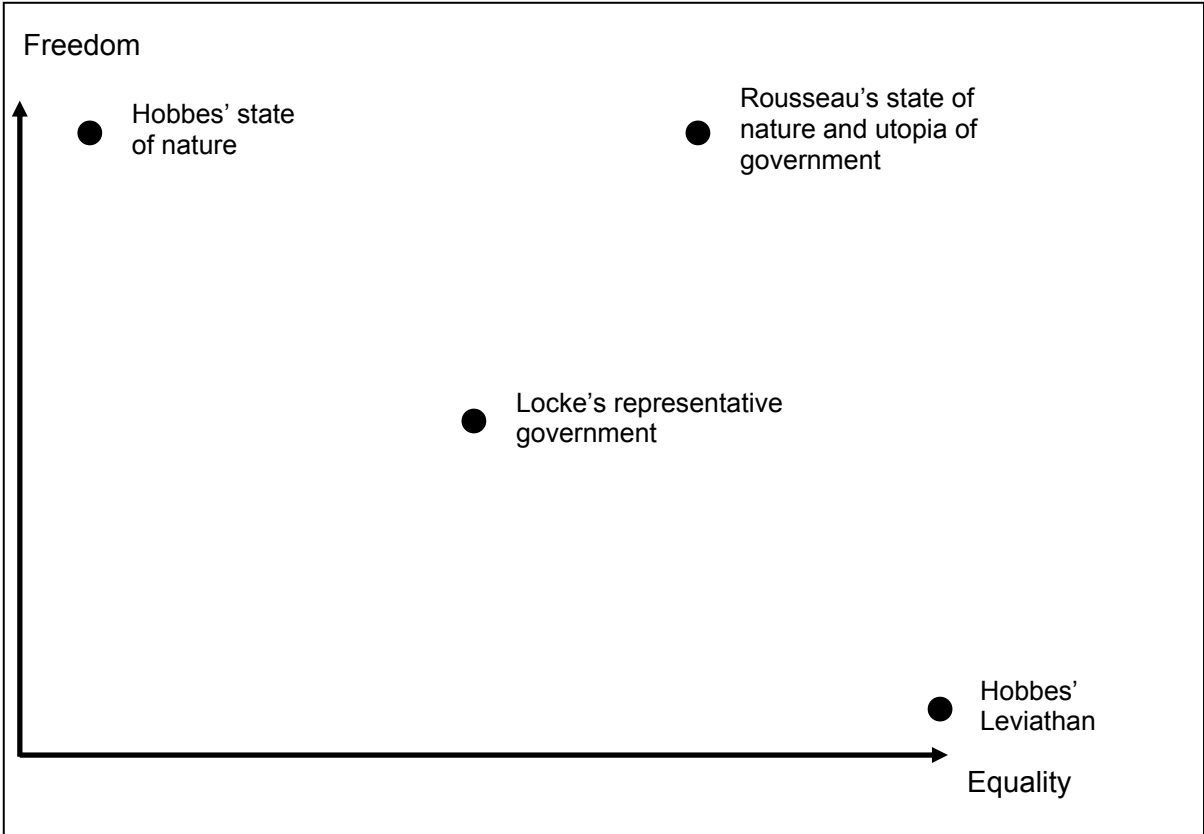 Freedom
Hobbes’ state
of nature
Rousseau’s state of
nature and utopia of
government
Locke’s representative
government
Hobbes’
Leviathan
Equality